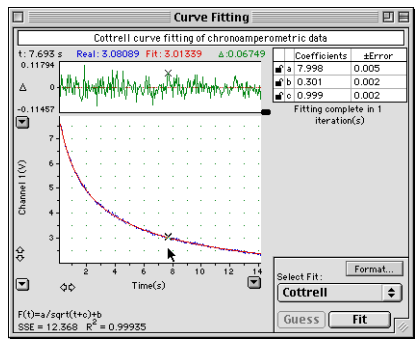 Curve Fitting
Cottrell curve fitting of chronoamperometric data
t: 7.693 s Real: 3.08089 Fit: 3.01339 Δ:0.06749
Coefficients ±Error
a 7.998 0.005
b 0.301 0.002
c 0.999 0.002
Fitting complete in 1
iteration(s)
0.11794
Δ 0
-0.11457
Channel 1 (V)
7
6
5
4
3
2 4 6 8 10 12 14
Time(s)
F(t)=a/sqrt(t+c)+b
SSE = 12.368 R² = 0.99935
Format...
Select Fit:
Cottrell
Guess Fit